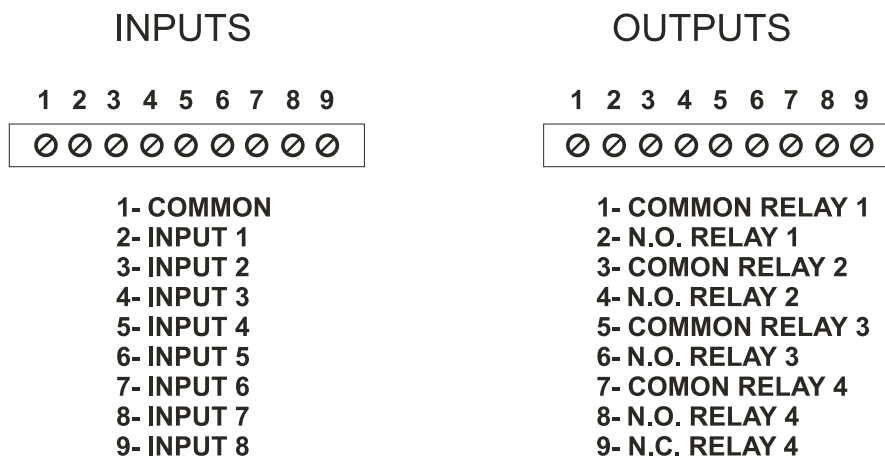 INPUTS
1 2 3 4 5 6 7 8 9
1- COMMON
2- INPUT 1
3- INPUT 2
4- INPUT 3
5- INPUT 4
6- INPUT 5
7- INPUT 6
8- INPUT 7
9- INPUT 8
OUTPUTS
1 2 3 4 5 6 7 8 9
1- COMMON RELAY 1
2- N.O. RELAY 1
3- COMON RELAY 2
4- N.O. RELAY 2
5- COMMON RELAY 3
6- N.O. RELAY 3
7- COMON RELAY 4
8- N.O. RELAY 4
9- N.C. RELAY 4